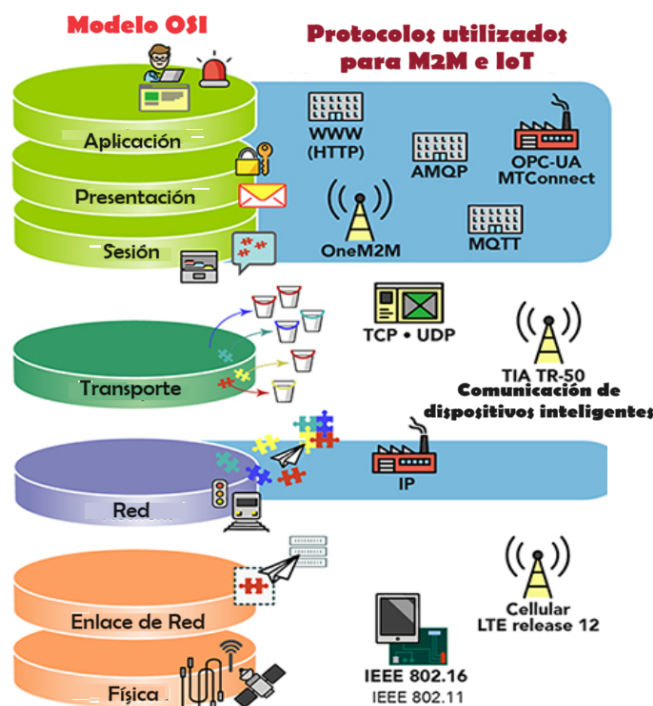 Modelo OSI
Protocolos utilizados
para M2M e IoT
Aplicación
Presentación
Sesión
WWW
(HTTP)
AMQP
OPC-UA
MTConnect
OneM2M
MQTT
Transporte
TCP • UDP
TIA TR-50
Comunicación de
dispositivos inteligentes
Red
IP
Enlace de Red
Física
Cellular
LTE release 12
IEEE 802.16
IEEE 802.11